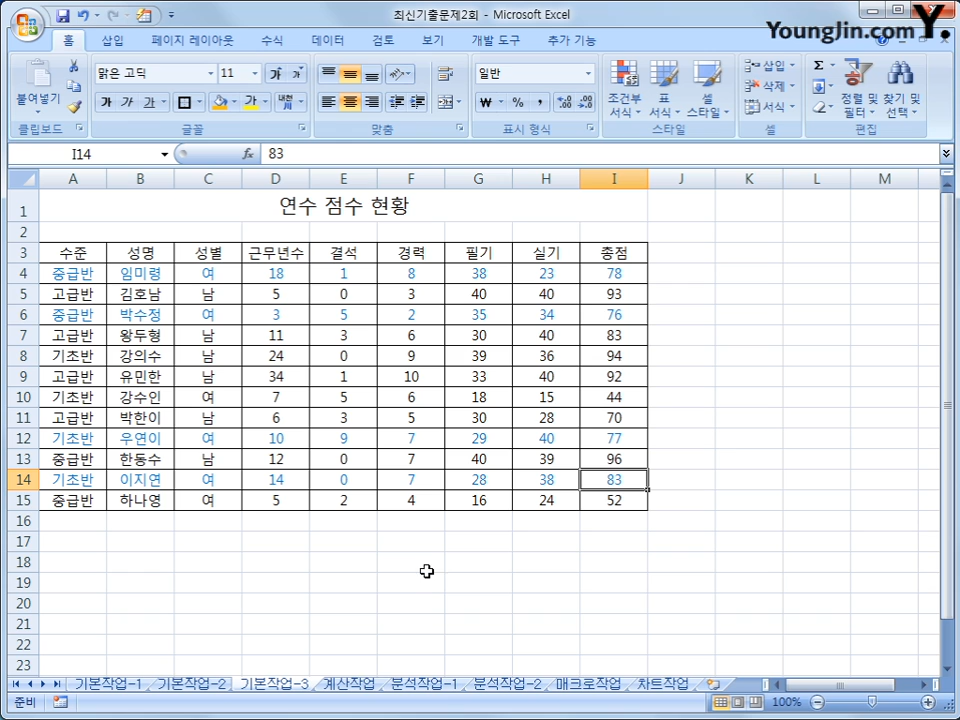 최신기출문제2회 - Microsoft Excel
YoungJin.com Y.
홈 삽입 페이지 레이아웃 수식 데이터 검토 보기 개발 도구 추가 기능
붙여넣기 맑은 고딕 11 일반 조건부 서식 표 서식 셀 스타일 삽입 삭제 서식 정렬 및 필터 찾기 및 선택
가 가 가 가 가 내천 % , Σ
클립보드 글꼴 맞춤 표시 형식 스타일 셀 편집
I14 fx 83
A B C D E F G H I J K L M
1 연수 점수 현황
2
3 수준 성명 성별 근무년수 결석 경력 필기 실기 총점
4 중급반 임미령 여 18 1 8 38 23 78
5 고급반 김호남 남 5 0 3 40 40 93
6 중급반 박수정 여 3 5 2 35 34 76
7 고급반 왕두형 남 11 3 6 30 40 83
8 기초반 강의수 남 24 0 9 39 36 94
9 고급반 유민한 남 34 1 10 33 40 92
10 기초반 강수인 여 7 5 6 18 15 44
11 고급반 박한이 남 6 3 5 30 28 70
12 기초반 우연이 여 10 9 7 29 40 77
13 중급반 한동수 남 12 0 7 40 39 96
14 기초반 이지연 여 14 0 7 28 38 83
15 중급반 하나영 여 5 2 4 16 24 52
16
17
18
19
20
21
22
23
기본작업-1 기본작업-2 기본작업-3 계산작업 분석작업-1 분석작업-2 매크로작업 차트작업
준비 100%